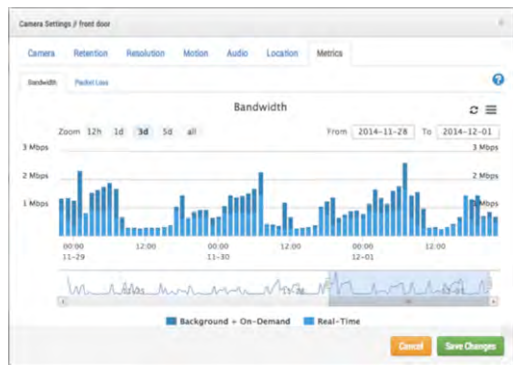 Camera Settings // front door
Camera Retention Resolution Motion Audio Location Metrics
Bandwidth Packet Loss
Bandwidth
Zoom 12h 1d 3d 5d all From 2014-11-28 To 2014-12-01
3 Mbps 3 Mbps
2 Mbps 2 Mbps
1 Mbps 1 Mbps
00:00 12:00 00:00 12:00 00:00 12:00
11-29 11-30 12-01
Background + On-Demand Real-Time
Cancel Save Changes